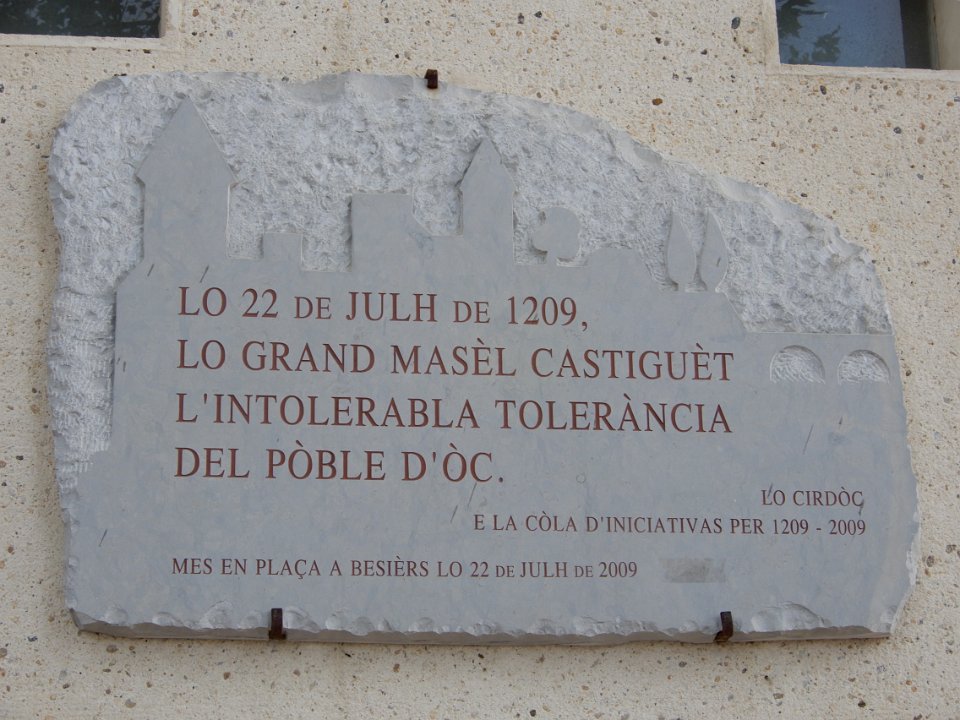 LO 22 DE JULH DE 1209,
LO GRAND MASÈL CASTIGUÈT
L'INTOLERABLA TOLERÀNCIA
DEL PÒBLE D'ÒC.
LO CIRDÒC
E LA CÒLA D'INICIATIVAS PER 1209 - 2009
MES EN PLAÇA A BESIÈRS LO 22 DE JULH DE 2009